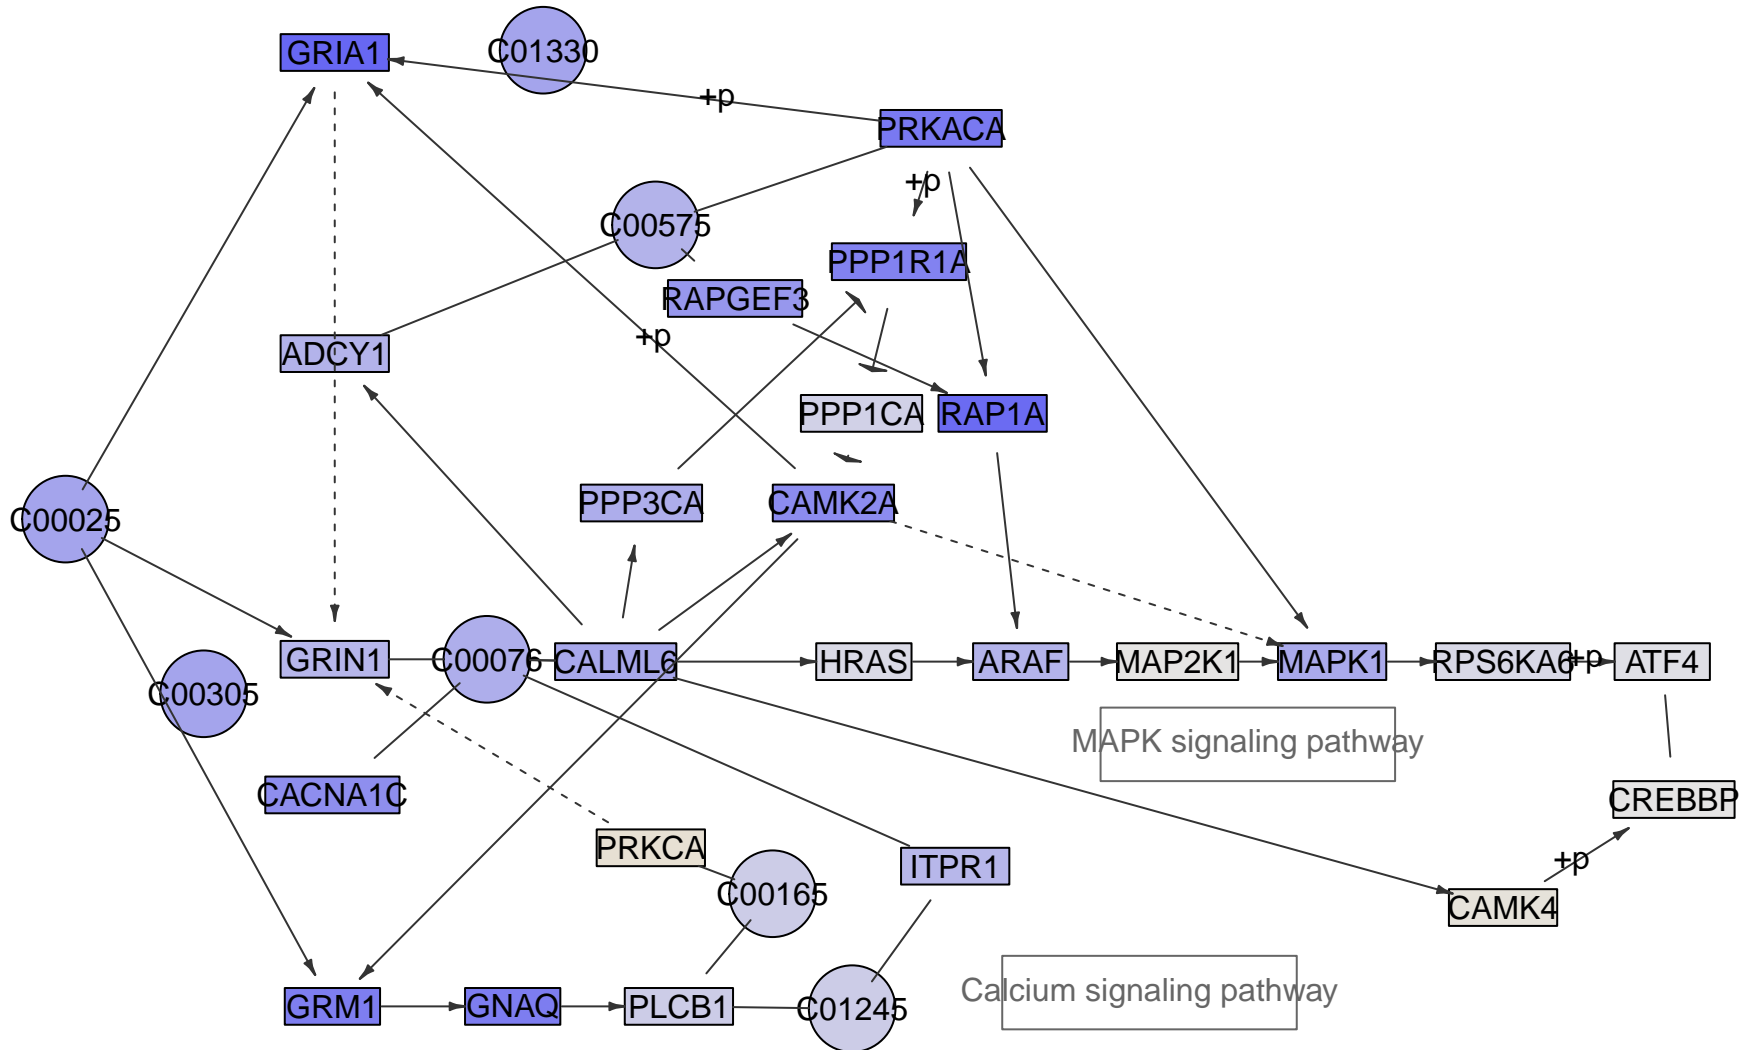 GRIA1
C01330
+p
PRKACA
+p
C00575
PPP1R1A
RAPGEF3
+p
ADCY1
PPP1CA
RAP1A
PPP3CA
CAMK2A
C00025
GRIN1
C00076
CALML6
HRAS
ARAF
MAP2K1
MAPK1
RPS6KA6
+p
ATF4
C00305
MAPK signaling pathway
CACNA1C
CREBBP
PRKCA
ITPR1
+p
C00165
CAMK4
Calcium signaling pathway
GRM1
GNAQ
PLCB1
C01245